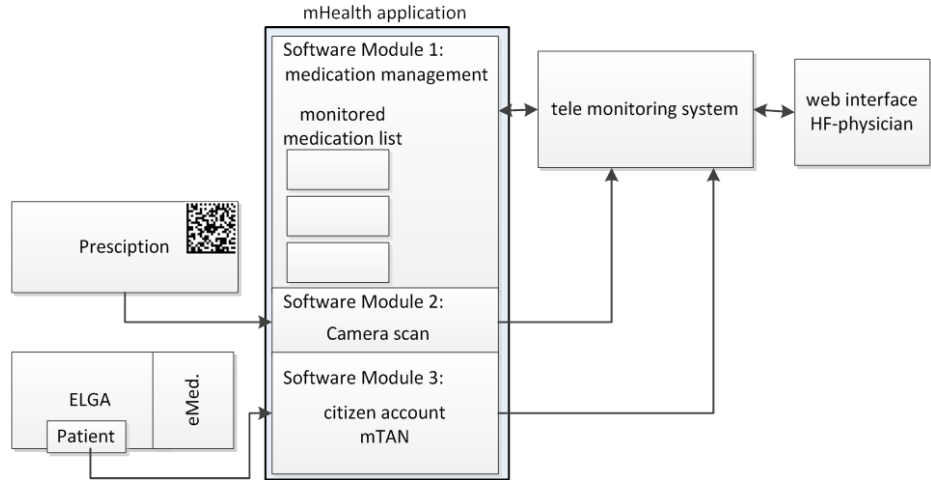 mHealth application
Software Module 1:
medication management
monitored
medication list
tele monitoring system
web interface
HF-physician
Presciption
Software Module 2:
Camera scan
ELGA
eMed.
Patient
Software Module 3:
citizen account
mTAN